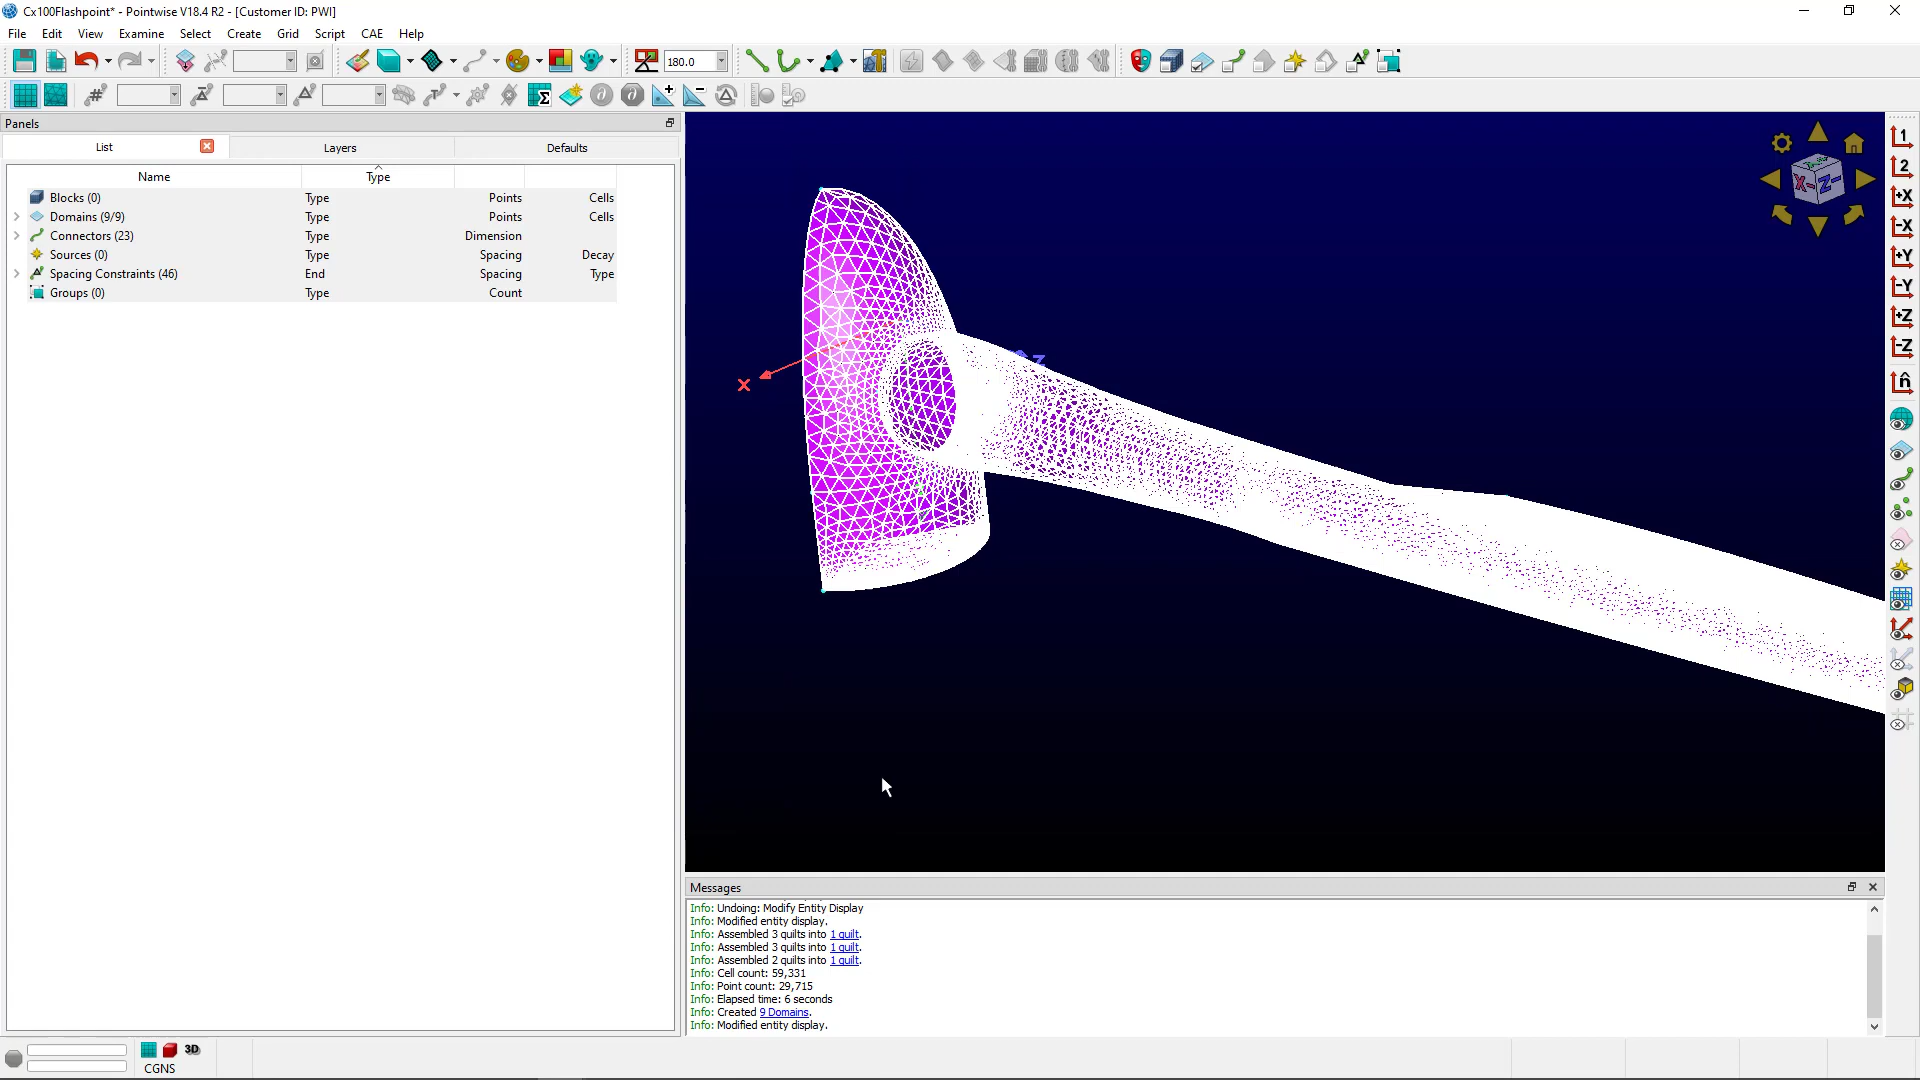 Cx100Flashpoint* - Pointwise V18.4 R2 - [Customer ID: PWI]
File Edit View Examine Select Create Grid Script CAE Help
180.0
Panels
List Layers Defaults
Name Type
Blocks (0) Type Points Cells
Domains (9/9) Type Points Cells
Connectors (23) Type Dimension
Sources (0) Type Spacing Decay
Spacing Constraints (46) End Spacing Type
Groups (0) Type Count
X- Z-
X
Z
1
2
+X
-X
+Y
-Y
+Z
-Z
n̂
Messages
Info: Undoing: Modify Entity Display
Info: Modified entity display.
Info: Assembled 3 quilts into 1 quilt.
Info: Assembled 3 quilts into 1 quilt.
Info: Assembled 2 quilts into 1 quilt.
Info: Cell count: 59,331
Info: Point count: 29,715
Info: Elapsed time: 6 seconds
Info: Created 9 Domains.
Info: Modified entity display.
3D
CGNS